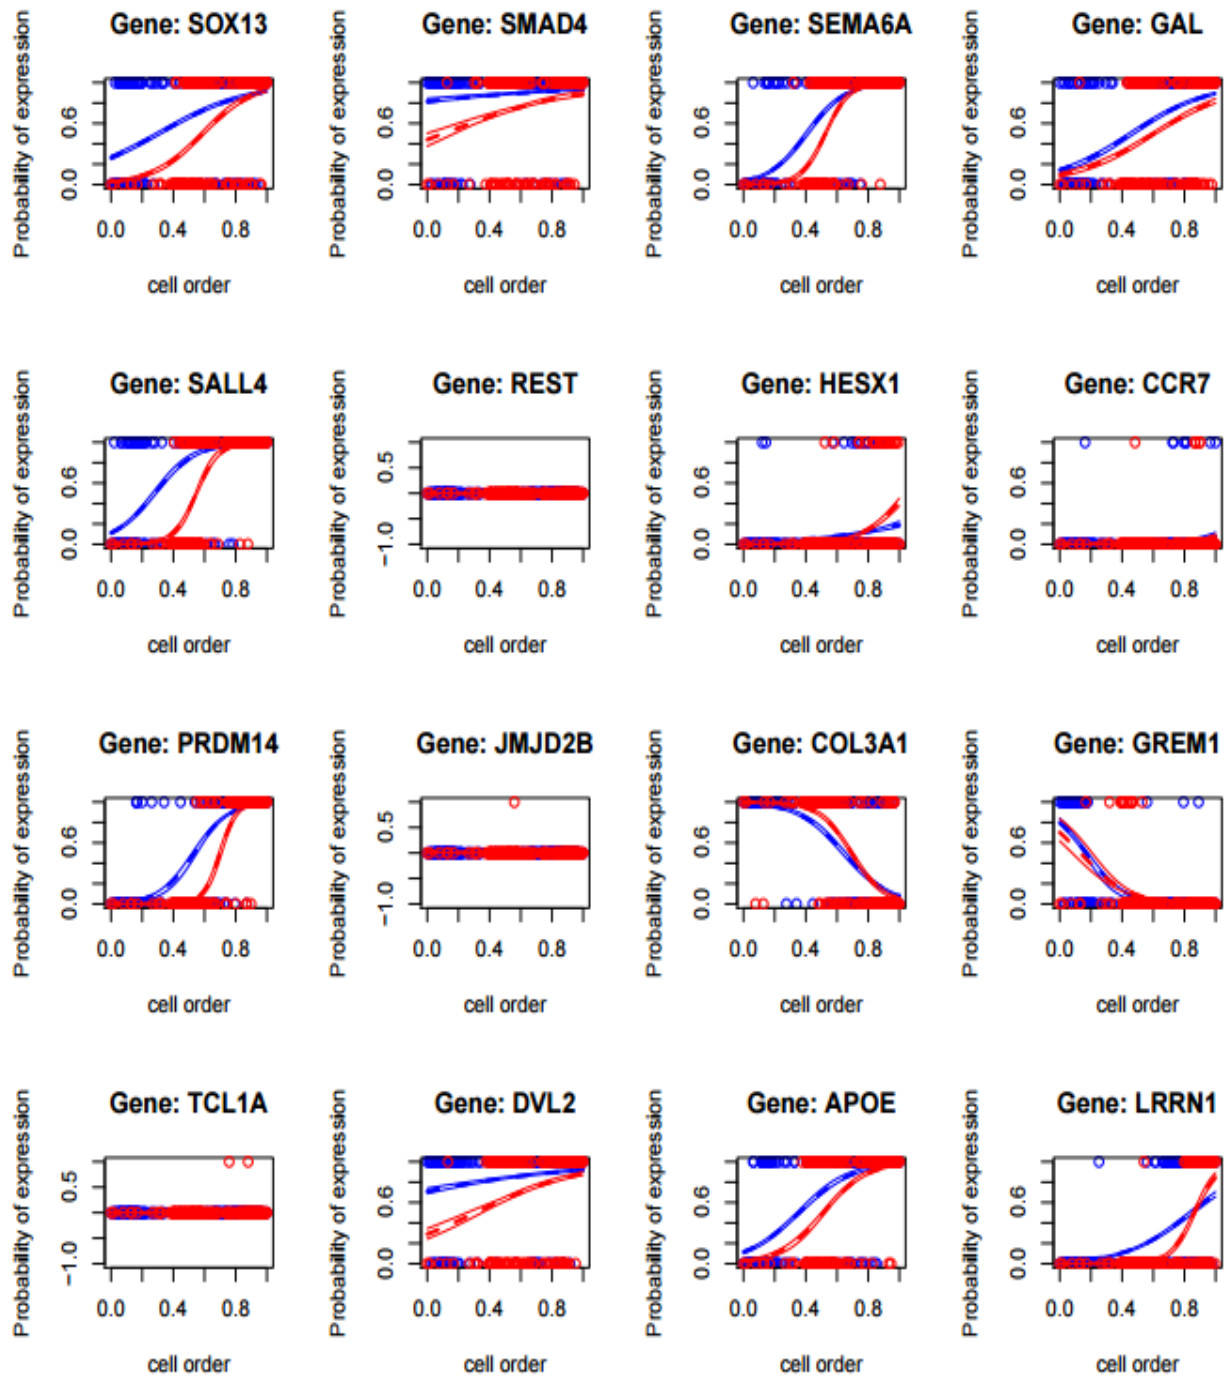 Gene: SOX13
Probability of expression
0.0 0.6
0.0 0.4 0.8
cell order
Gene: SMAD4
Probability of expression
0.0 0.6
0.0 0.4 0.8
cell order
Gene: SEMA6A
Probability of expression
0.0 0.6
0.0 0.4 0.8
cell order
Gene: GAL
Probability of expression
0.0 0.6
0.0 0.4 0.8
cell order
Gene: SALL4
Probability of expression
0.0 0.6
0.0 0.4 0.8
cell order
Gene: REST
Probability of expression
−1.0 0.5
0.0 0.4 0.8
cell order
Gene: HESX1
Probability of expression
0.0 0.6
0.0 0.4 0.8
cell order
Gene: CCR7
Probability of expression
0.0 0.6
0.0 0.4 0.8
cell order
Gene: PRDM14
Probability of expression
0.0 0.6
0.0 0.4 0.8
cell order
Gene: JMJD2B
Probability of expression
−1.0 0.5
0.0 0.4 0.8
cell order
Gene: COL3A1
Probability of expression
0.0 0.6
0.0 0.4 0.8
cell order
Gene: GREM1
Probability of expression
0.0 0.6
0.0 0.4 0.8
cell order
Gene: TCL1A
Probability of expression
−1.0 0.5
0.0 0.4 0.8
cell order
Gene: DVL2
Probability of expression
0.0 0.6
0.0 0.4 0.8
cell order
Gene: APOE
Probability of expression
0.0 0.6
0.0 0.4 0.8
cell order
Gene: LRRN1
Probability of expression
0.0 0.6
0.0 0.4 0.8
cell order